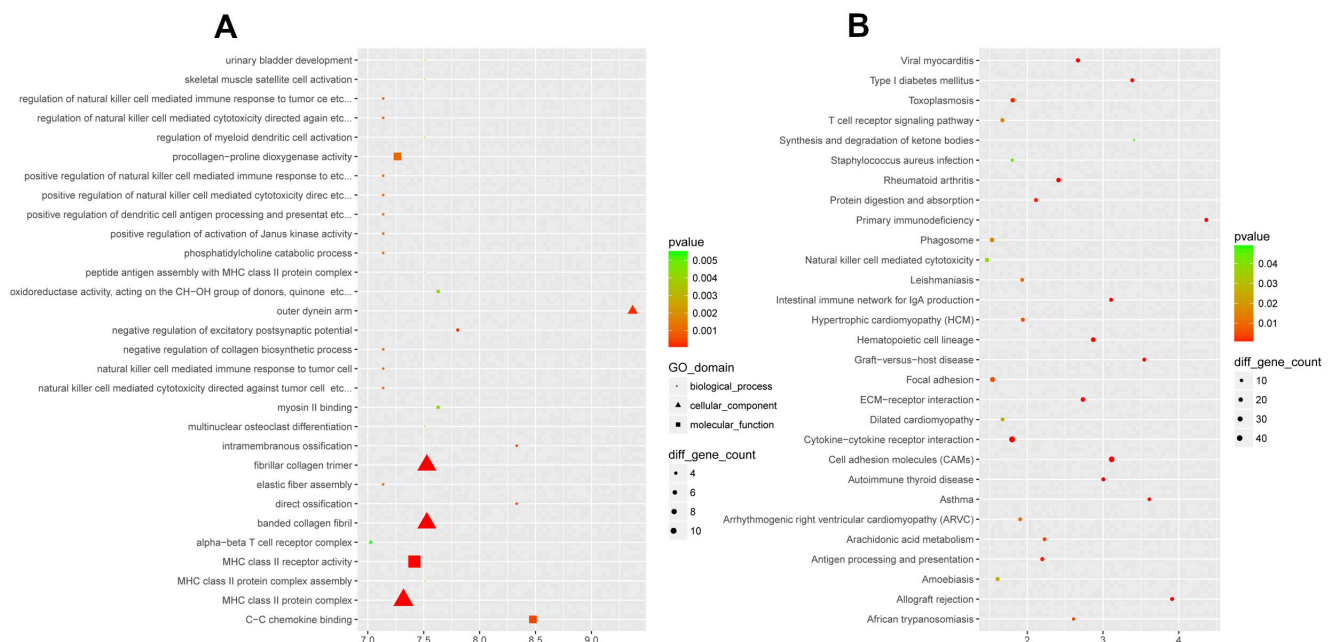 A
urinary bladder development
skeletal muscle satellite cell activation
regulation of natural killer cell mediated immune response to tumor ce etc...
regulation of natural killer cell mediated cytotoxicity directed again etc...
regulation of myeloid dendritic cell activation
procollagen−proline dioxygenase activity
positive regulation of natural killer cell mediated immune response to etc...
positive regulation of natural killer cell mediated cytotoxicity direc etc...
positive regulation of dendritic cell antigen processing and presentat etc...
positive regulation of activation of Janus kinase activity
phosphatidylcholine catabolic process
peptide antigen assembly with MHC class II protein complex
oxidoreductase activity, acting on the CH−OH group of donors, quinone etc...
outer dynein arm
negative regulation of excitatory postsynaptic potential
negative regulation of collagen biosynthetic process
natural killer cell mediated immune response to tumor cell
natural killer cell mediated cytotoxicity directed against tumor cell etc...
myosin II binding
multinuclear osteoclast differentiation
intramembranous ossification
fibrillar collagen trimer
elastic fiber assembly
direct ossification
banded collagen fibril
alpha−beta T cell receptor complex
MHC class II receptor activity
MHC class II protein complex assembly
MHC class II protein complex
C−C chemokine binding
7.0 7.5 8.0 8.5 9.0
pvalue
0.005
0.004
0.003
0.002
0.001
GO_domain
biological_process
cellular_component
molecular_function
diff_gene_count
4
6
8
10
B
Viral myocarditis
Type I diabetes mellitus
Toxoplasmosis
T cell receptor signaling pathway
Synthesis and degradation of ketone bodies
Staphylococcus aureus infection
Rheumatoid arthritis
Protein digestion and absorption
Primary immunodeficiency
Phagosome
Natural killer cell mediated cytotoxicity
Leishmaniasis
Intestinal immune network for IgA production
Hypertrophic cardiomyopathy (HCM)
Hematopoietic cell lineage
Graft−versus−host disease
Focal adhesion
ECM−receptor interaction
Dilated cardiomyopathy
Cytokine−cytokine receptor interaction
Cell adhesion molecules (CAMs)
Autoimmune thyroid disease
Asthma
Arrhythmogenic right ventricular cardiomyopathy (ARVC)
Arachidonic acid metabolism
Antigen processing and presentation
Amoebiasis
Allograft rejection
African trypanosomiasis
2 3 4
pvalue
0.04
0.03
0.02
0.01
diff_gene_count
10
20
30
40